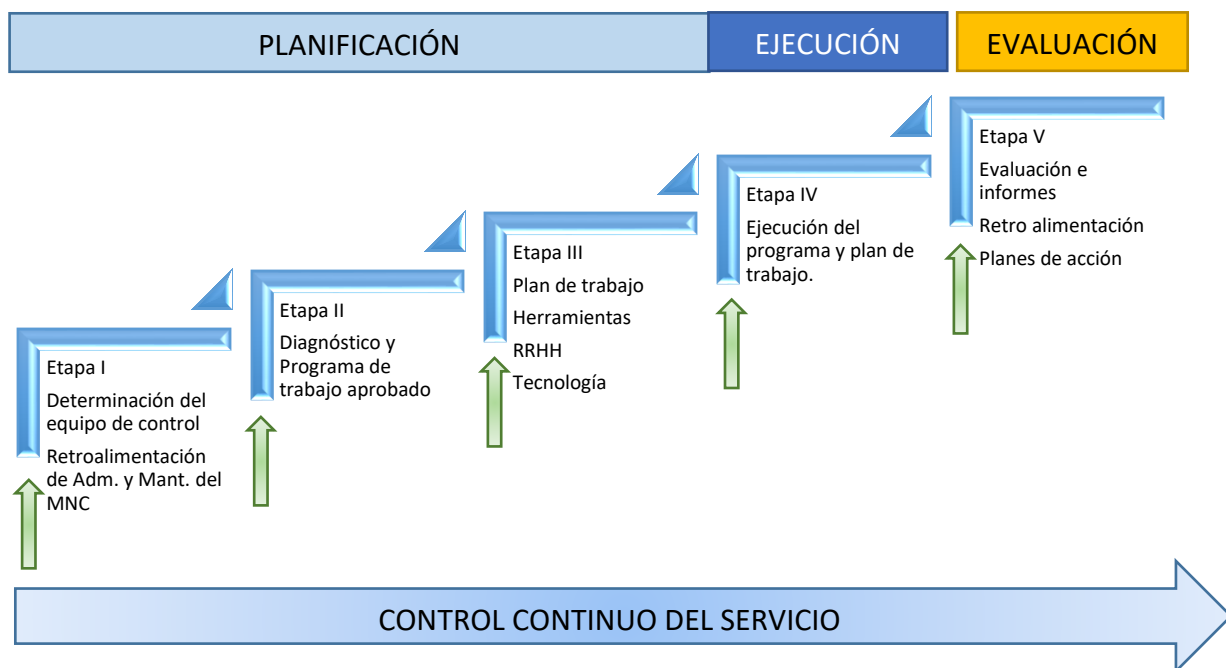 PLANIFICACIÓN
EJECUCIÓN
EVALUACIÓN
Etapa I
Determinación del
equipo de control
Retroalimentación
de Adm. y Mant. del
MNC
Etapa II
Diagnóstico y
Programa de
trabajo aprobado
Etapa III
Plan de trabajo
Herramientas
RRHH
Tecnología
Etapa IV
Ejecución del
programa y plan de
trabajo.
Etapa V
Evaluación e
informes
Retro alimentación
Planes de acción
CONTROL CONTINUO DEL SERVICIO